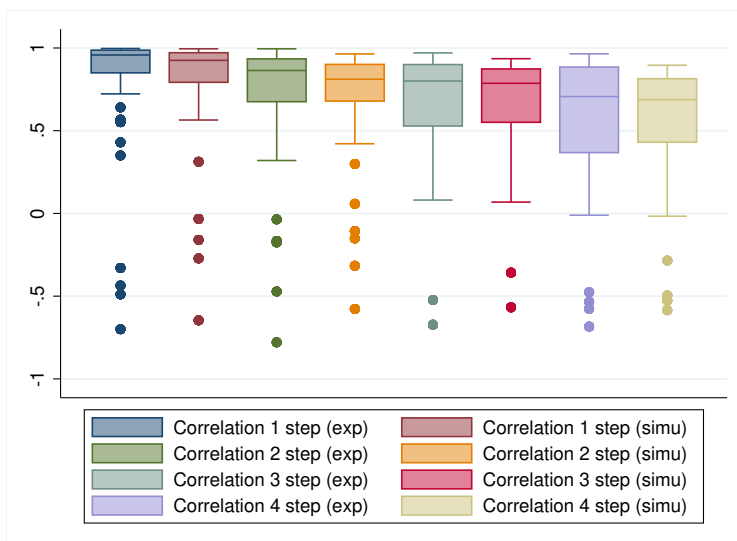 1
.5
0
-.5
-1
Correlation 1 step (exp) Correlation 1 step (simu)
Correlation 2 step (exp) Correlation 2 step (simu)
Correlation 3 step (exp) Correlation 3 step (simu)
Correlation 4 step (exp) Correlation 4 step (simu)